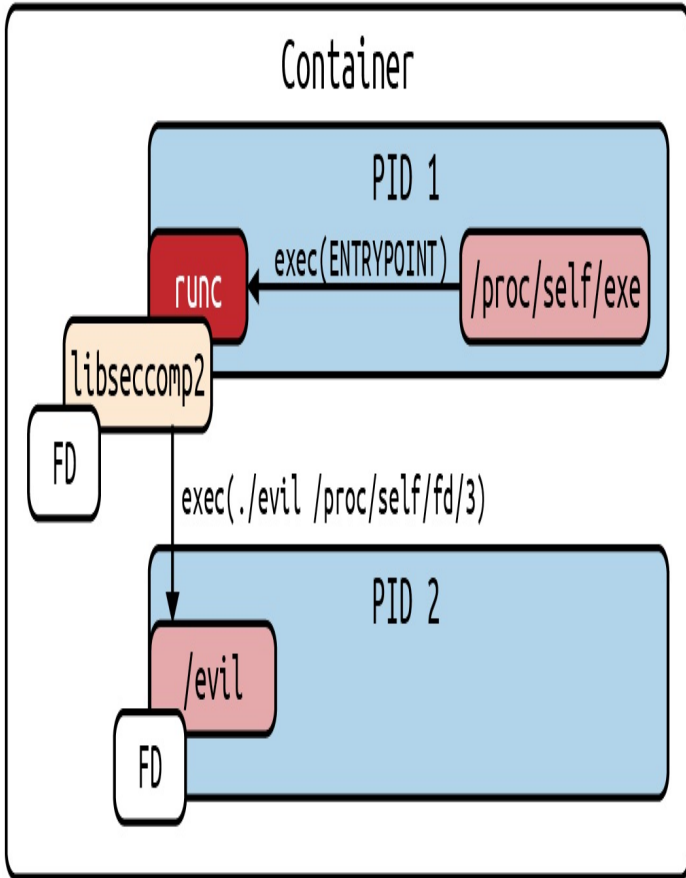 Container
PID 1
exec(ENTRYPOINT)
runc
/proc/self/exe
libseccomp2
FD
exec(./evil /proc/self/fd/3)
PID 2
/evil
FD